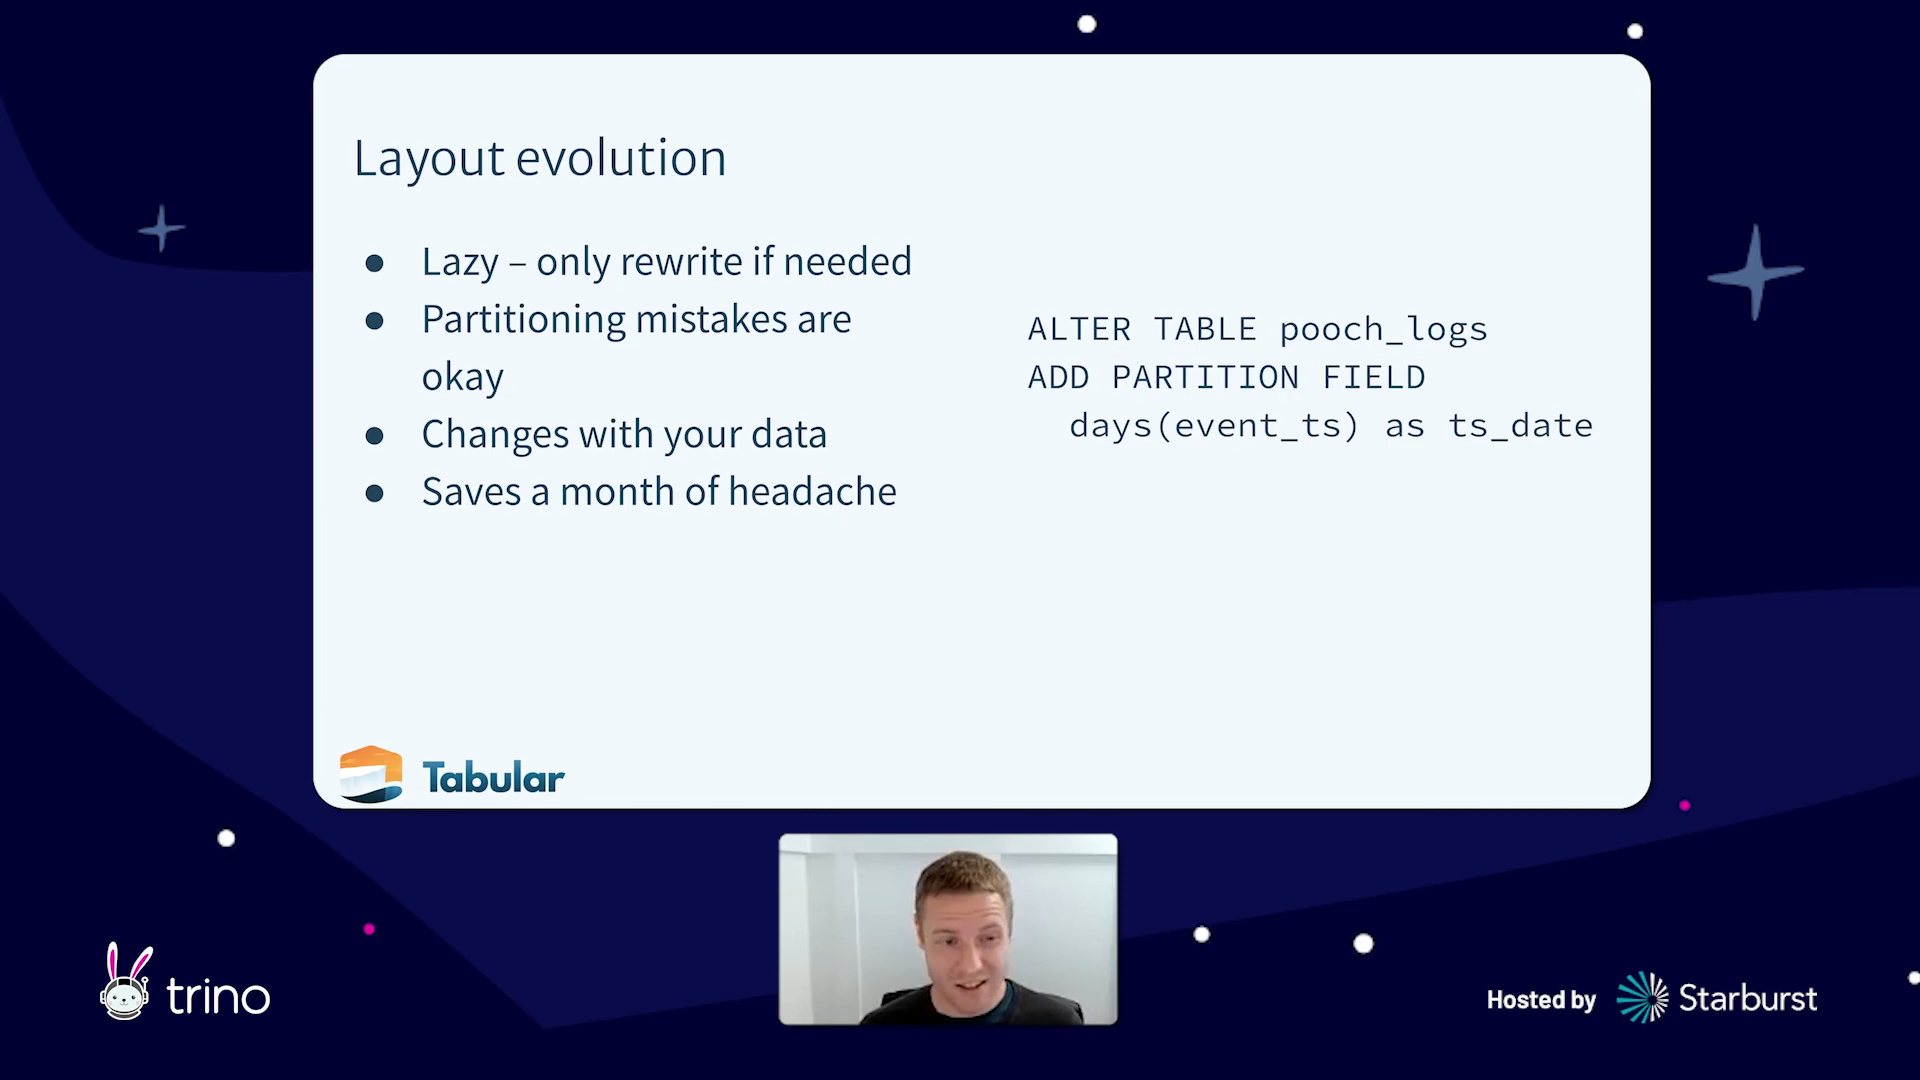 Layout evolution
● Lazy – only rewrite if needed
● Partitioning mistakes are
okay
● Changes with your data
● Saves a month of headache
ALTER TABLE pooch_logs
ADD PARTITION FIELD
days(event_ts) as ts_date
Tabular
trino
Hosted by Starburst